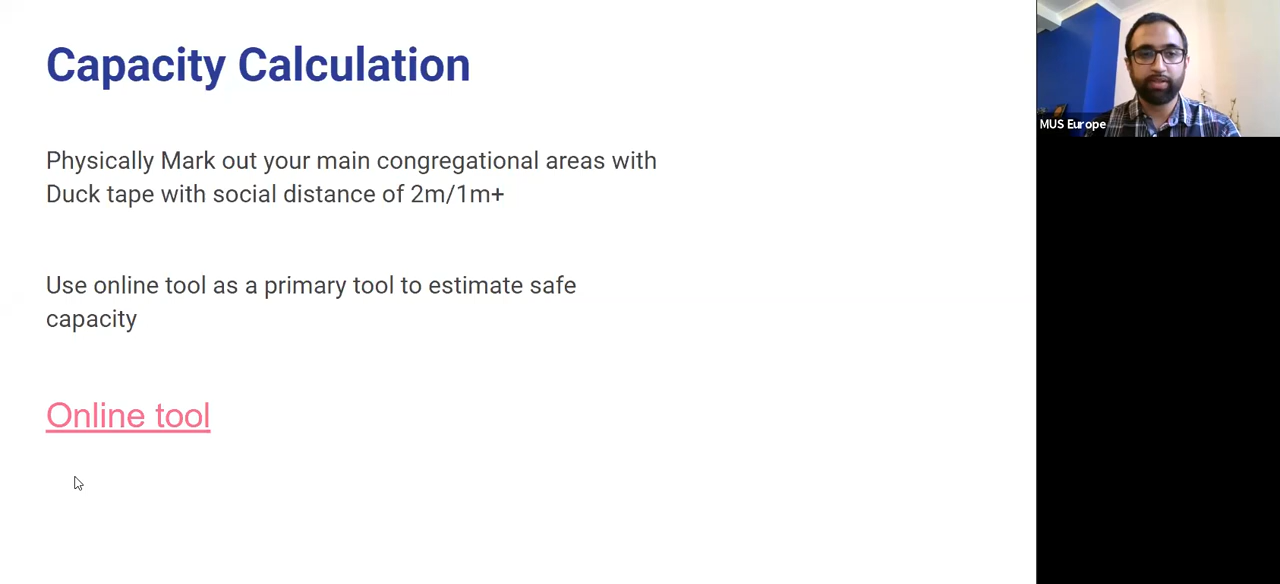 Capacity Calculation
Physically Mark out your main congregational areas with
Duck tape with social distance of 2m/1m+
Use online tool as a primary tool to estimate safe
capacity
Online tool
MUS Europe